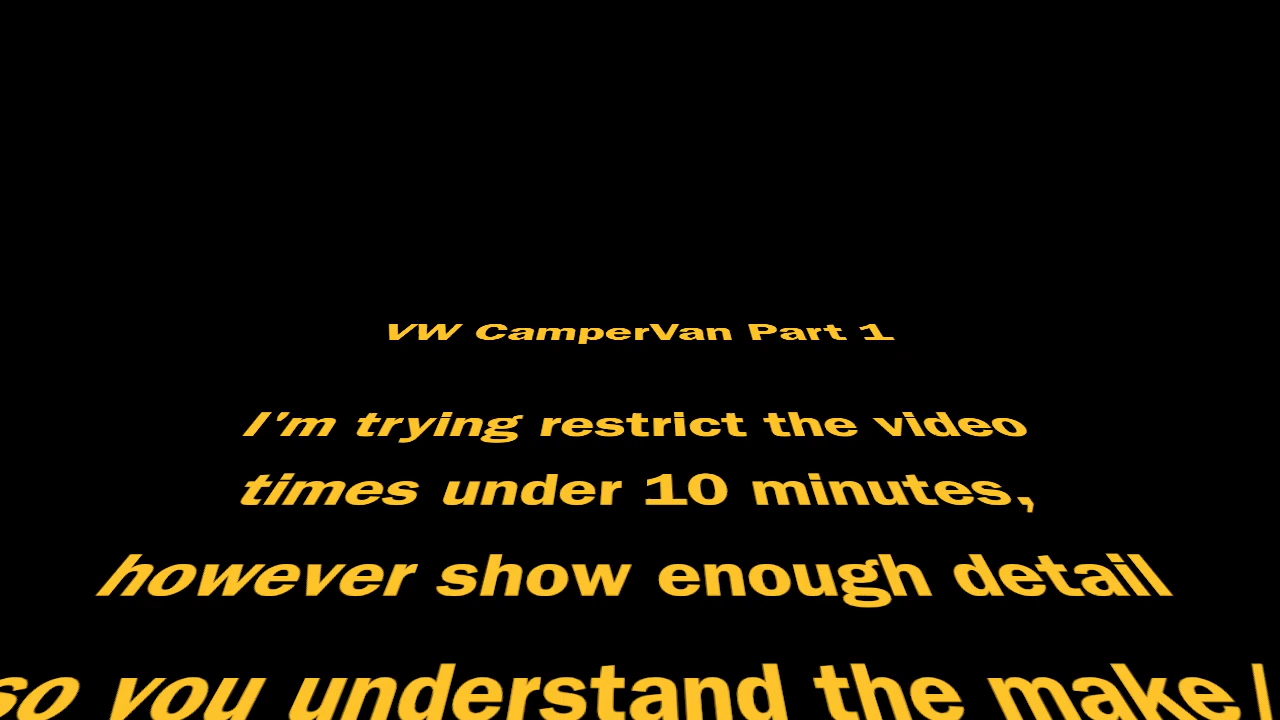 VW CamperVan Part 1
I'm trying restrict the video
times under 10 minutes,
however show enough detail
so you understand the make/